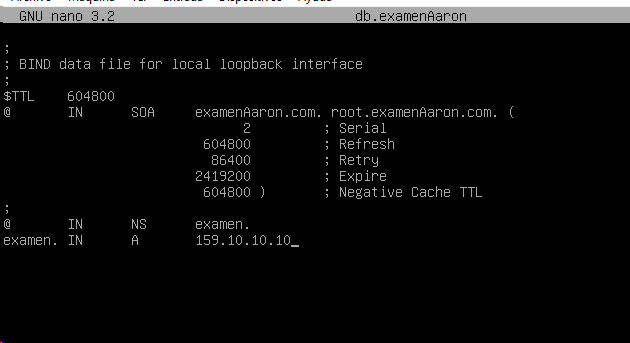 GNU nano 3.2 db.examenAaron
;
; BIND data file for local loopback interface
;
$TTL 604800
@ IN SOA examenAaron.com. root.examenAaron.com. (
2 ; Serial
604800 ; Refresh
86400 ; Retry
2419200 ; Expire
604800 ) ; Negative Cache TTL
;
@ IN NS examen.
examen. IN A 159.10.10.10_